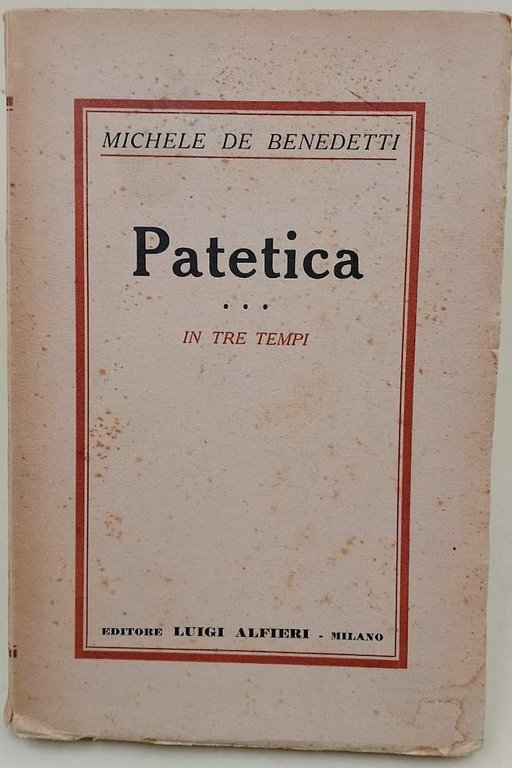 MICHELE DE BENEDETTI
Patetica
...
IN TRE TEMPI
EDITORE LUIGI ALFIERI - MILANO